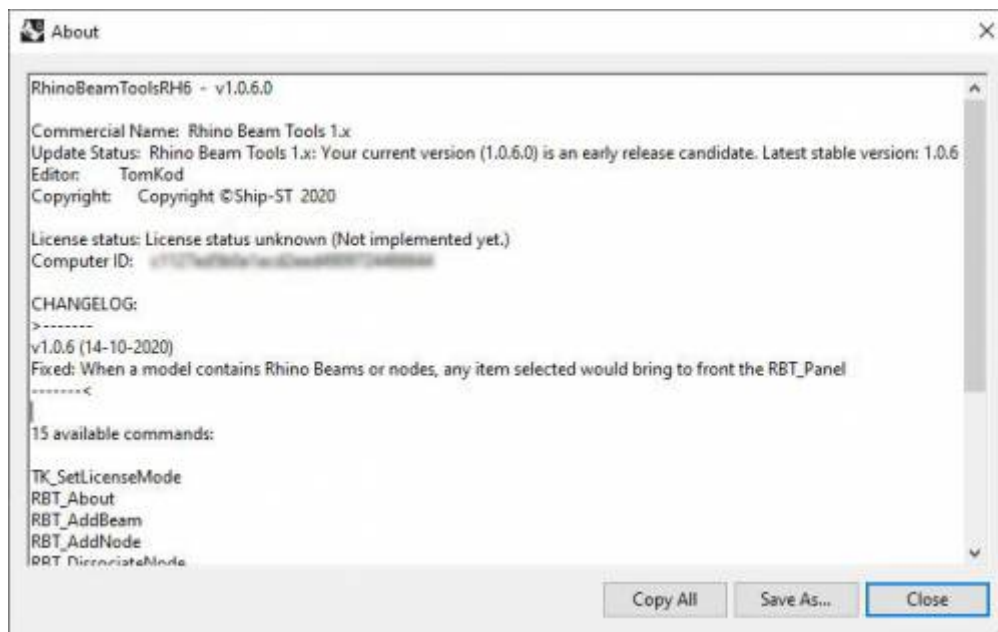 About
RhinoBeamToolsRH6 - v1.0.6.0
Commercial Name: Rhino Beam Tools 1.x
Update Status: Rhino Beam Tools 1.x: Your current version (1.0.6.0) is an early release candidate. Latest stable version: 1.0.6
Editor: TomKod
Copyright: Copyright ©Ship-ST 2020
License status: License status unknown (Not implemented yet.)
Computer ID:
CHANGELOG:
>-------
v1.0.6 (14-10-2020)
Fixed: When a model contains Rhino Beams or nodes, any item selected would bring to front the RBT_Panel
-------<
15 available commands:
TK_SetLicenseMode
RBT_About
RBT_AddBeam
RBT_AddNode
Copy All Save As... Close